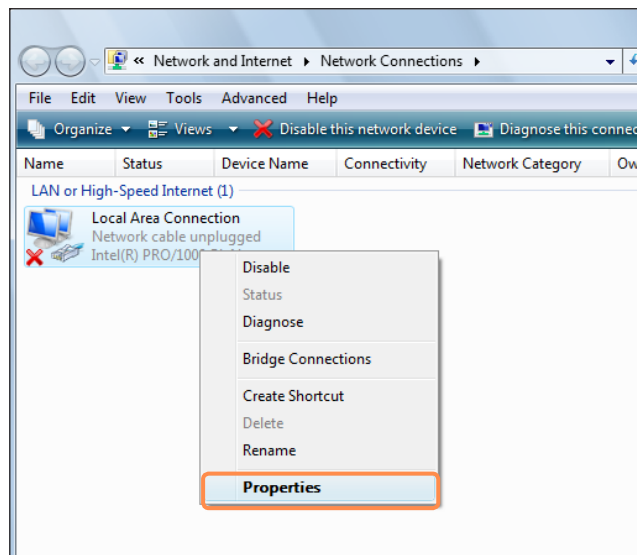 « Network and Internet Network Connections
File Edit View Tools Advanced Help
Organize Views Disable this network device Diagnose this connec
Name Status Device Name Connectivity Network Category Ow
LAN or High-Speed Internet (1)
Local Area Connection
Network cable unplugged
Intel(R) PRO/100
Disable
Status
Diagnose
Bridge Connections
Create Shortcut
Delete
Rename
Properties